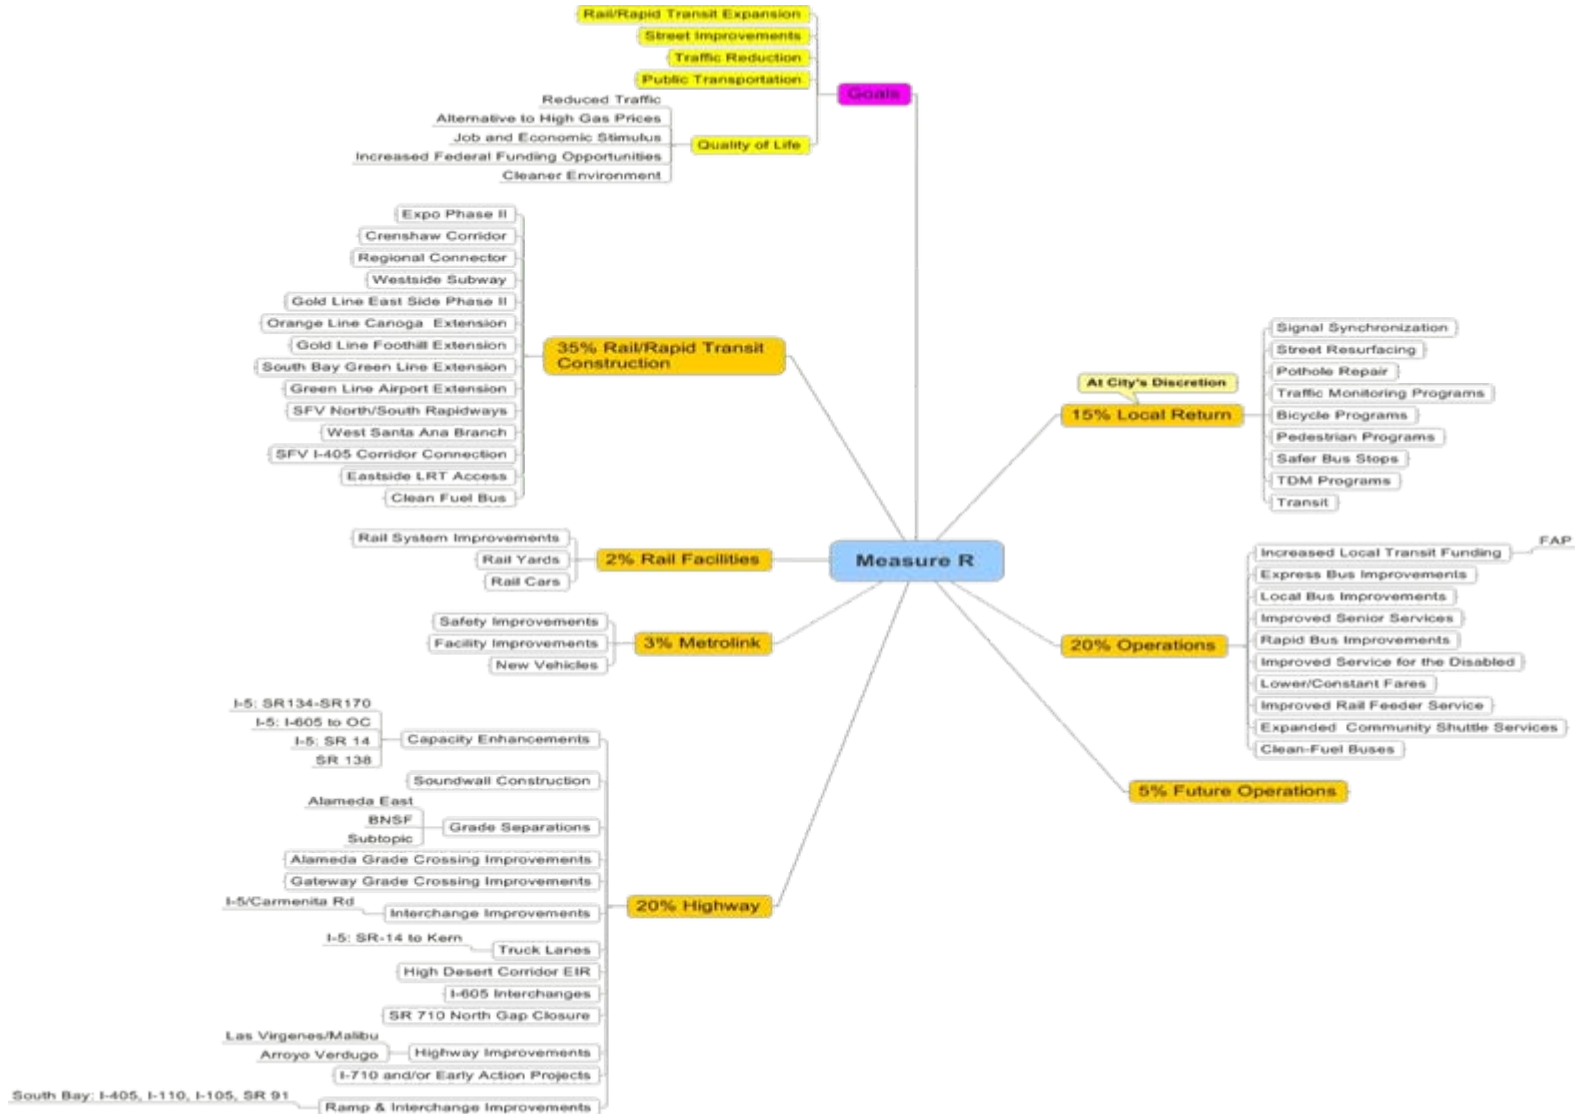 Rail/Rapid Transit Expansion
Street Improvements
Traffic Reduction
Public Transportation
Goals
Reduced Traffic
Alternative to High Gas Prices
Job and Economic Stimulus
Quality of Life
Increased Federal Funding Opportunities
Cleaner Environment
Expo Phase II
Crenshaw Corridor
Regional Connector
Westside Subway
Gold Line East Side Phase II
Orange Line Canoga  Extension
Gold Line Foothill Extension
35% Rail/Rapid Transit
Construction
South Bay Green Line Extension
Green Line Airport Extension
SFV North/South Rapidways
West Santa Ana Branch
SFV I-405 Corridor Connection
Eastside LRT Access
Clean Fuel Bus
Rail System Improvements
Rail Yards
Rail Cars
2% Rail Facilities
Measure R
Safety Improvements
Facility Improvements
New Vehicles
3% Metrolink
I-5: SR134-SR170
I-5: I-605 to OC
I-5: SR 14
SR 138
Capacity Enhancements
Soundwall Construction
Alameda East
BNSF
Subtopic
Grade Separations
Alameda Grade Crossing Improvements
Gateway Grade Crossing Improvements
I-5/Carmenita Rd
Interchange Improvements
20% Highway
I-5: SR-14 to Kern
Truck Lanes
High Desert Corridor EIR
I-605 Interchanges
SR 710 North Gap Closure
Las Virgenes/Malibu
Arroyo Verdugo
Highway Improvements
I-710 and/or Early Action Projects
South Bay: I-405, I-110, I-105, SR 91
Ramp & Interchange Improvements
At City's Discretion
15% Local Return
Signal Synchronization
Street Resurfacing
Pothole Repair
Traffic Monitoring Programs
Bicycle Programs
Pedestrian Programs
Safer Bus Stops
TDM Programs
Transit
20% Operations
Increased Local Transit Funding
FAP
Express Bus Improvements
Local Bus Improvements
Improved Senior Services
Rapid Bus Improvements
Improved Service for the Disabled
Lower/Constant Fares
Improved Rail Feeder Service
Expanded  Community Shuttle Services
Clean-Fuel Buses
5% Future Operations